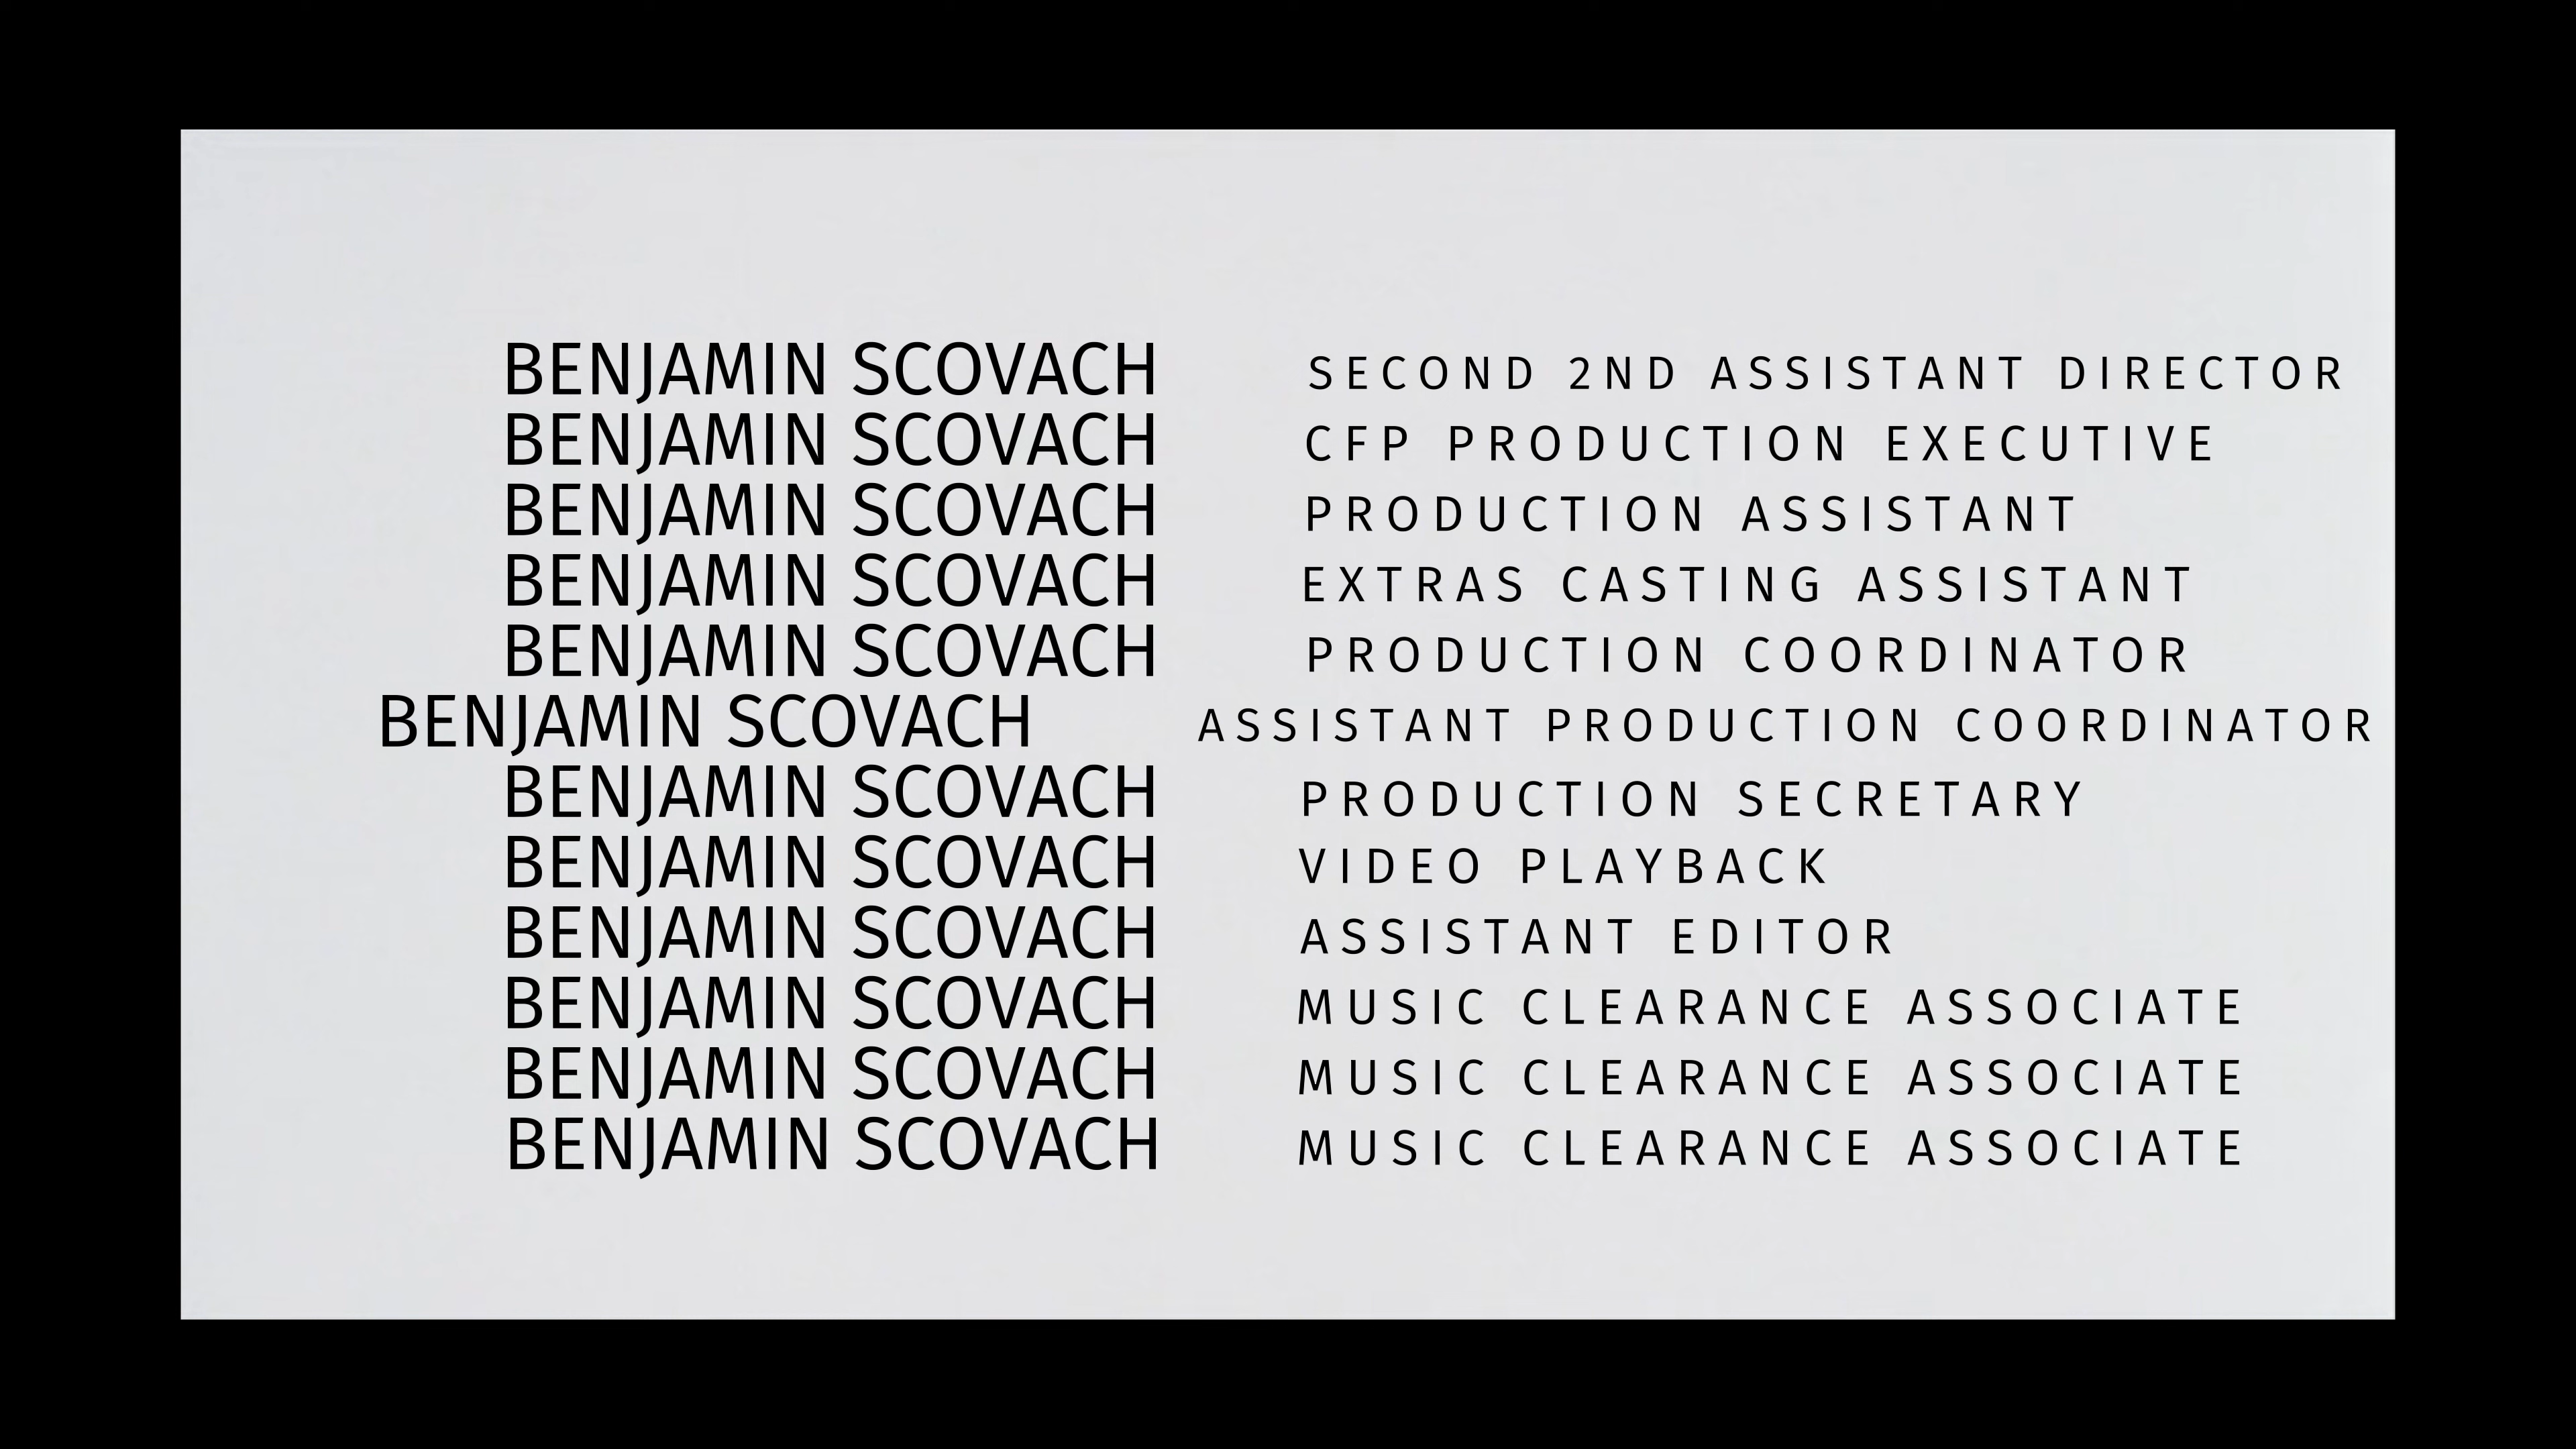 BENJAMIN SCOVACH SECOND 2ND ASSISTANT DIRECTOR
BENJAMIN SCOVACH CFP PRODUCTION EXECUTIVE
BENJAMIN SCOVACH PRODUCTION ASSISTANT
BENJAMIN SCOVACH EXTRAS CASTING ASSISTANT
BENJAMIN SCOVACH PRODUCTION COORDINATOR
BENJAMIN SCOVACH ASSISTANT PRODUCTION COORDINATOR
BENJAMIN SCOVACH PRODUCTION SECRETARY
BENJAMIN SCOVACH VIDEO PLAYBACK
BENJAMIN SCOVACH ASSISTANT EDITOR
BENJAMIN SCOVACH MUSIC CLEARANCE ASSOCIATE
BENJAMIN SCOVACH MUSIC CLEARANCE ASSOCIATE
BENJAMIN SCOVACH MUSIC CLEARANCE ASSOCIATE